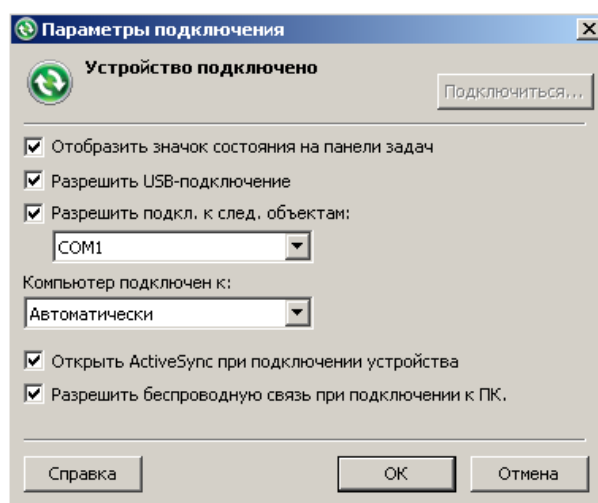 Параметры подключения
Устройство подключено
Подключиться...
Отобразить значок состояния на панели задач
Разрешить USB-подключение
Разрешить подкл. к след. объектам:
COM1
Компьютер подключен к:
Автоматически
Открыть ActiveSync при подключении устройства
Разрешить беспроводную связь при подключении к ПК.
Справка
OK
Отмена